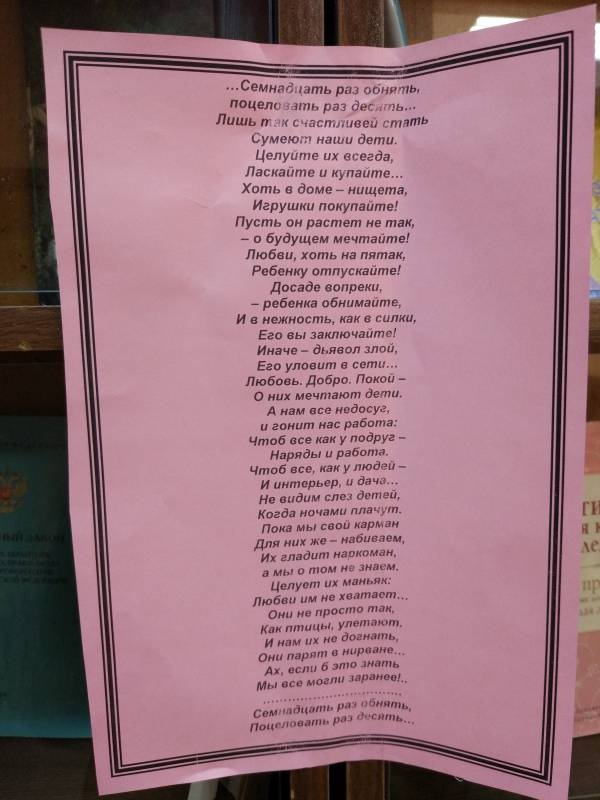 …Семнадцать раз обнять,
поцеловать раз десять…
Лишь так счастливей стать
Сумеют наши дети.
Целуйте их всегда,
Ласкайте и купайте…
Хоть в доме – нищета,
Игрушки покупайте!
Пусть он растет не так,
– о будущем мечтайте!
Любви, хоть на пятак,
Ребенку отпускайте!
Досаде вопреки,
– ребенка обнимайте,
И в нежность, как в силки,
Его вы заключайте!
Иначе – дьявол злой,
Его уловит в сети…
Любовь. Добро. Покой –
О них мечтают дети.
А нам все недосуг,
и гонит нас работа:
Чтоб все как у подруг –
Наряды и работа.
Чтоб все, как у людей –
И интерьер, и дача…
Не видим слез детей,
Когда ночами плачут.
Пока мы свой карман
Для них же – набиваем,
Их гладит наркоман,
а мы о том не знаем.
Целует их маньяк:
Любви им не хватает…
Они не просто так,
Как птицы, улетают.
И нам их не догнать,
Они парят в нирване…
Ах, если б это знать
Мы все могли заранее!..
.................................
Семнадцать раз обнять,
Поцеловать раз десять…